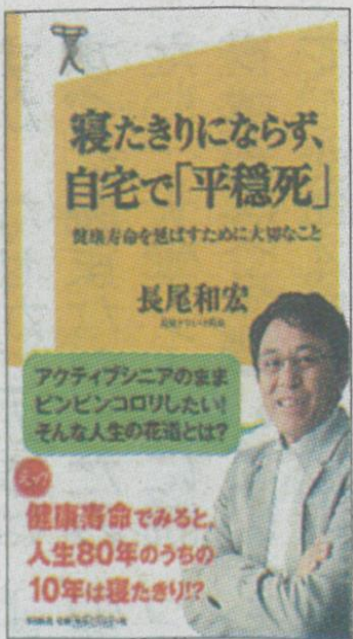 寝たきりにならず、
自宅で「平穏死」
健康寿命を延ばすために大切なこと
長尾和宏
アクティブシニアのまま
ピンピンコロリしたい!
そんな人生の花道とは?
えっ?
健康寿命でみると、
人生80年のうちの
10年は寝たきり!?